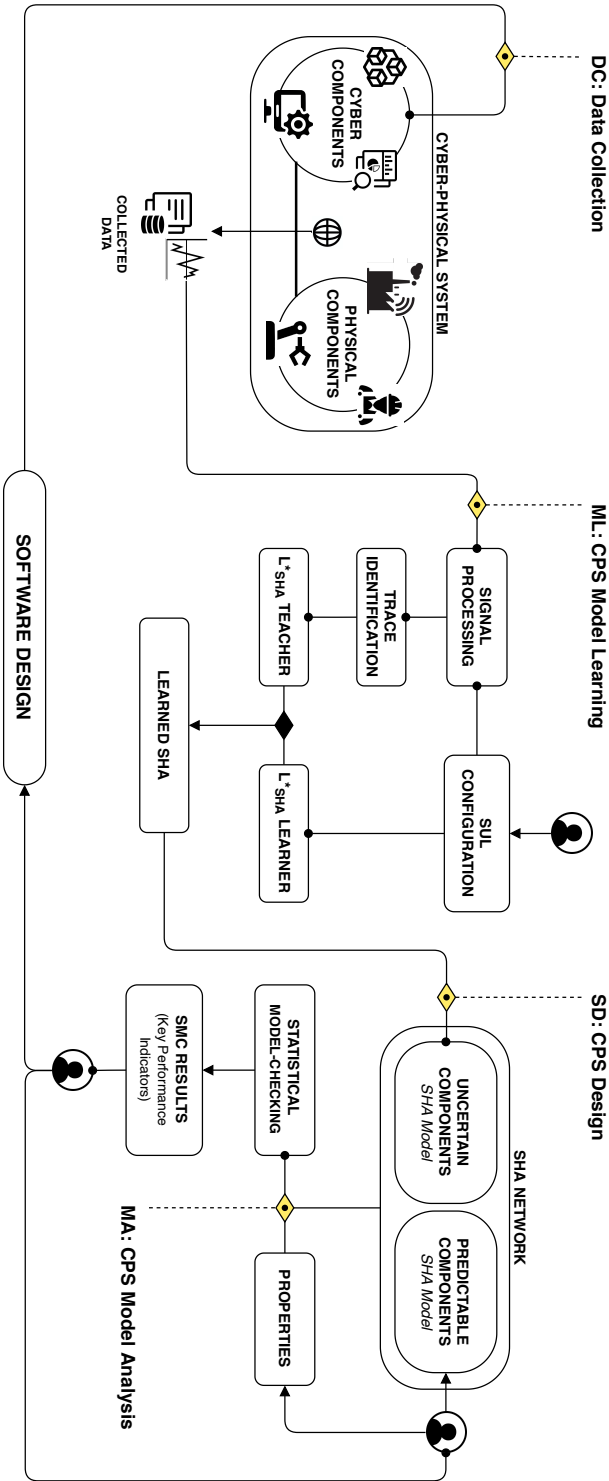 DC: Data Collection
CYBER-PHYSICAL SYSTEM
CYBER
COMPONENTS
PHYSICAL
COMPONENTS
COLLECTED
DATA
ML: CPS Model Learning
SIGNAL
PROCESSING
SUL
CONFIGURATION
TRACE
IDENTIFICATION
L*SHA TEACHER
L*SHA LEARNER
LEARNED SHA
SD: CPS Design
SHA NETWORK
UNCERTAIN
COMPONENTS
SHA Model
PREDICTABLE
COMPONENTS
SHA Model
STATISTICAL
MODEL-CHECKING
PROPERTIES
SMC RESULTS
(Key Performance
Indicators)
MA: CPS Model Analysis
SOFTWARE DESIGN